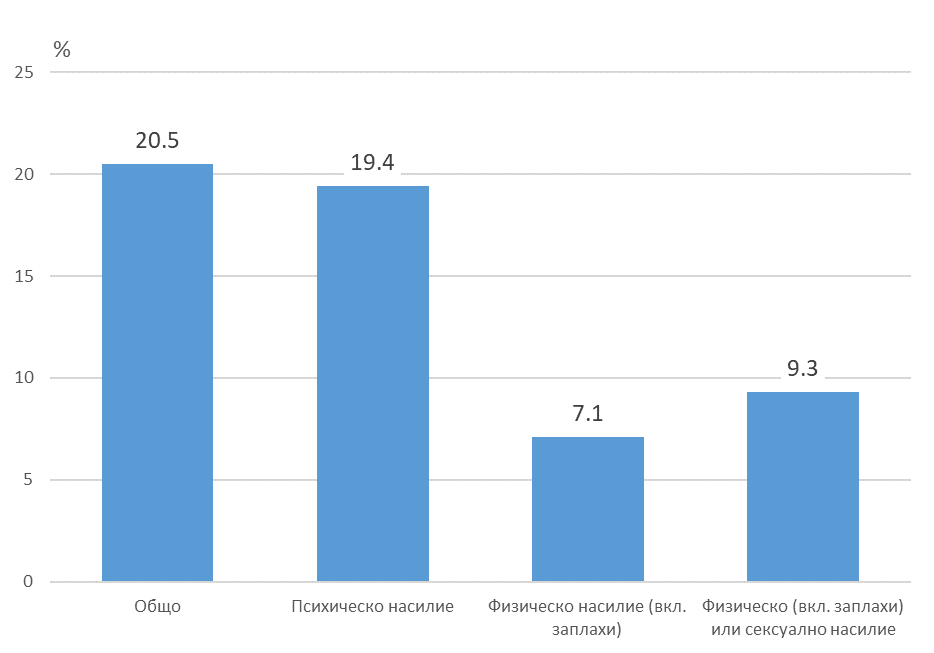 %
25
20
15
10
5
0
20.5
19.4
7.1
9.3
Общо
Психическо насилие
Физическо насилие (вкл.
заплахи)
Физическо (вкл. заплахи)
или сексуално насилие